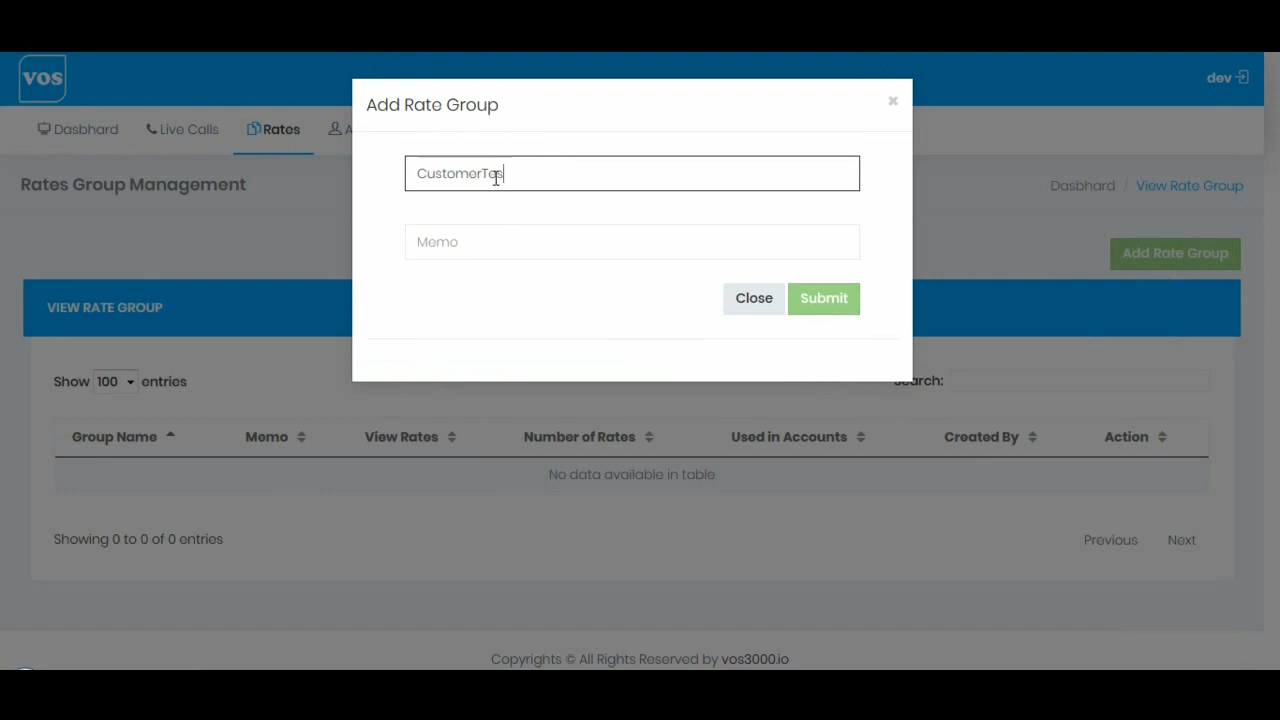 vos
dev
Dasbhard Live Calls Rates A
Add Rate Group
×
Rates Group Management
Dasbhard / View Rate Group
CustomerTes
Memo
Add Rate Group
Close Submit
VIEW RATE GROUP
Show 100 entries
Search:
Group Name Memo View Rates Number of Rates Used in Accounts Created By Action
No data available in table
Showing 0 to 0 of 0 entries
Previous Next
Copyrights © All Rights Reserved by vos3000.io